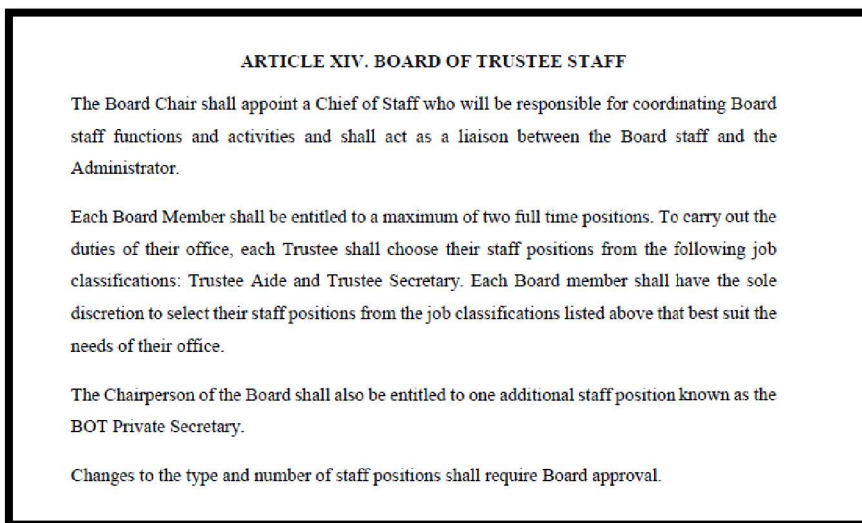 ARTICLE XIV. BOARD OF TRUSTEE STAFF
The Board Chair shall appoint a Chief of Staff who will be responsible for coordinating Board
staff functions and activities and shall act as a liaison between the Board staff and the
Administrator.
Each Board Member shall be entitled to a maximum of two full time positions. To carry out the
duties of their office, each Trustee shall choose their staff positions from the following job
classifications: Trustee Aide and Trustee Secretary. Each Board member shall have the sole
discretion to select their staff positions from the job classifications listed above that best suit the
needs of their office.
The Chairperson of the Board shall also be entitled to one additional staff position known as the
BOT Private Secretary.
Changes to the type and number of staff positions shall require Board approval.